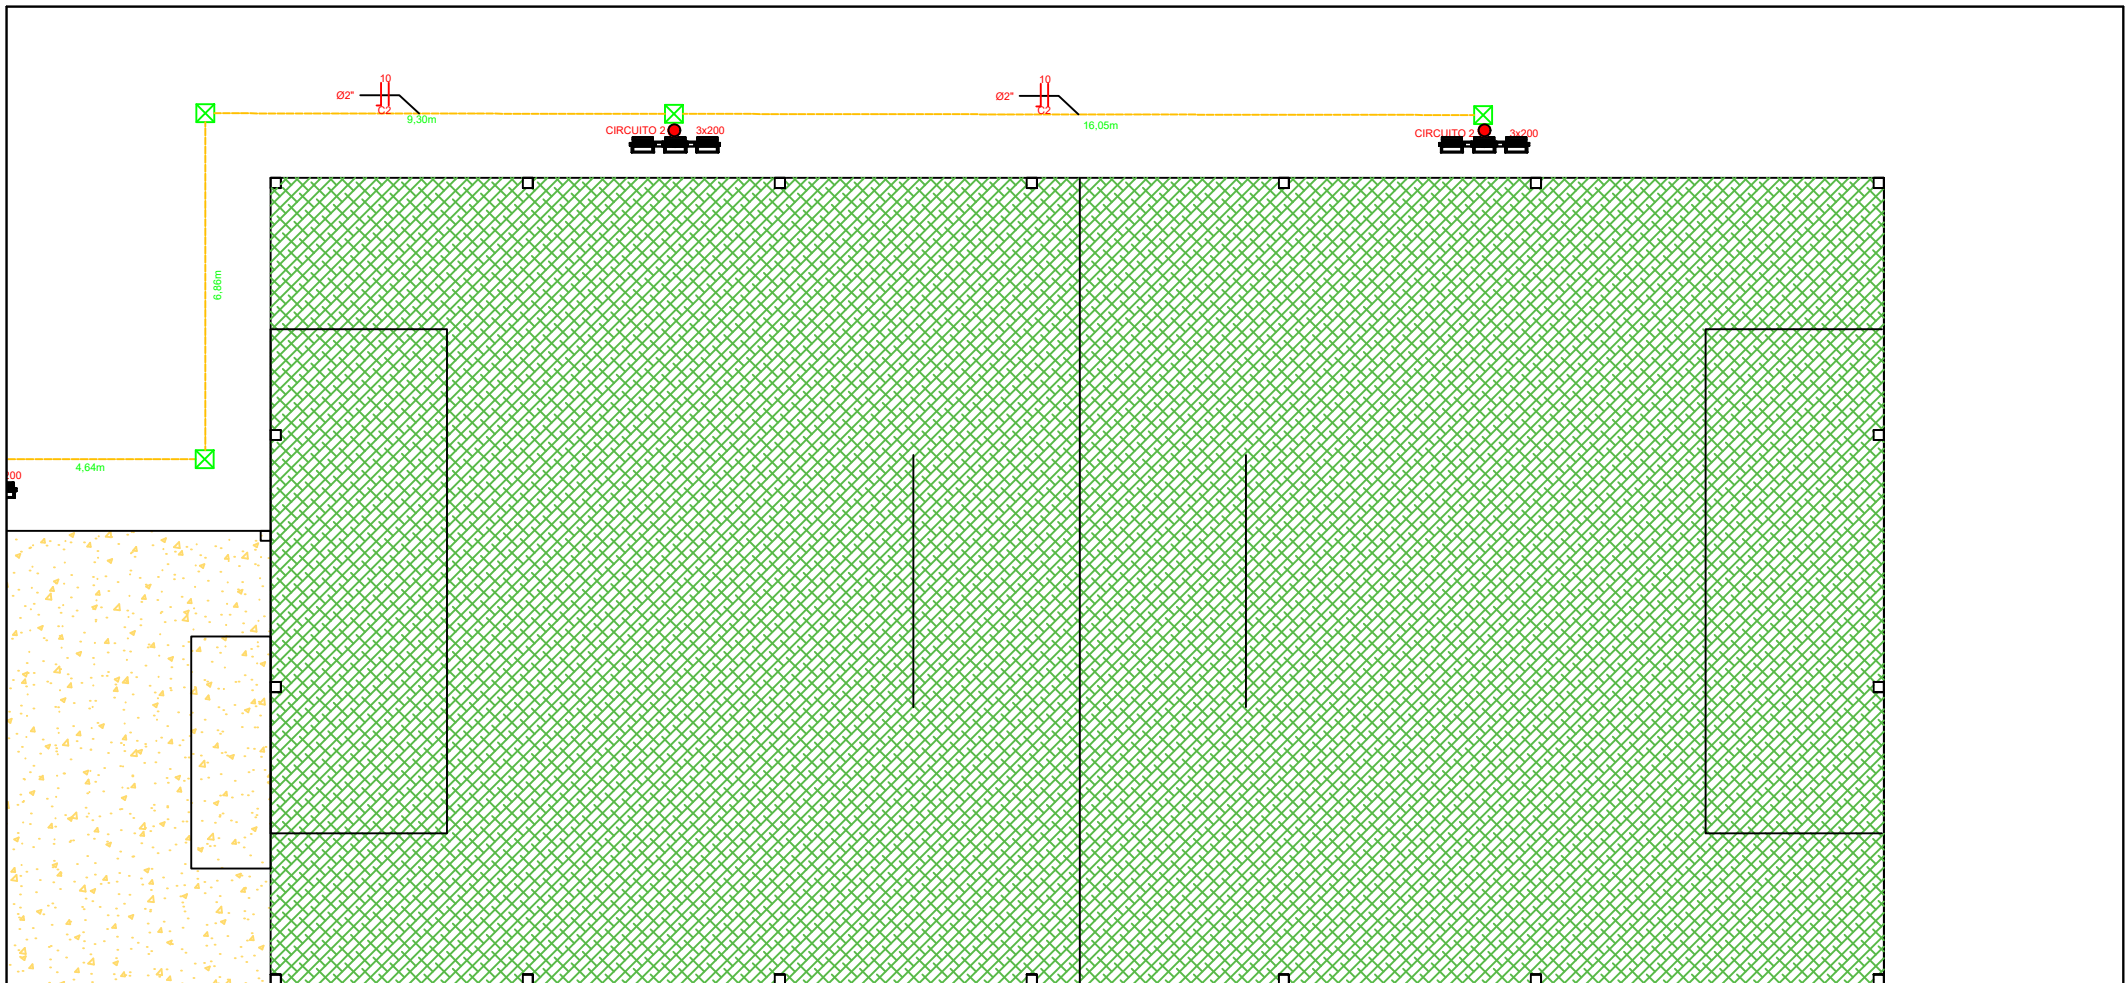 10
Ø2"
C2
9,30m
CIRCUITO 2
3x200
10
Ø2"
C2
16,05m
CIRCUITO 2
3x200
6,86m
4,64m